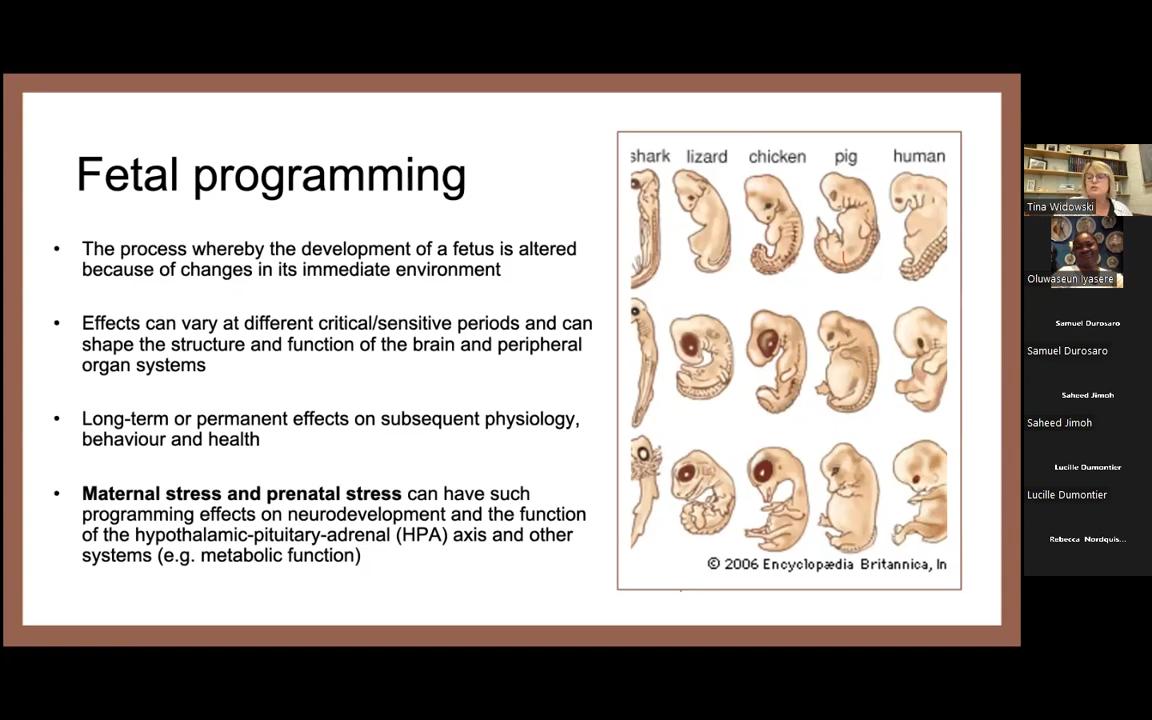 Fetal programming
• The process whereby the development of a fetus is altered
because of changes in its immediate environment
• Effects can vary at different critical/sensitive periods and can
shape the structure and function of the brain and peripheral
organ systems
• Long-term or permanent effects on subsequent physiology,
behaviour and health
• Maternal stress and prenatal stress can have such
programming effects on neurodevelopment and the function
of the hypothalamic-pituitary-adrenal (HPA) axis and other
systems (e.g. metabolic function)
shark lizard chicken pig human
© 2006 Encyclopædia Britannica, In
Tina Widowski
Oluwaseun Iyasere
Samuel Durosaro
Samuel Durosaro
Saheed Jimoh
Saheed Jimoh
Lucille Dumontier
Lucille Dumontier
Rebecca Nordquis...